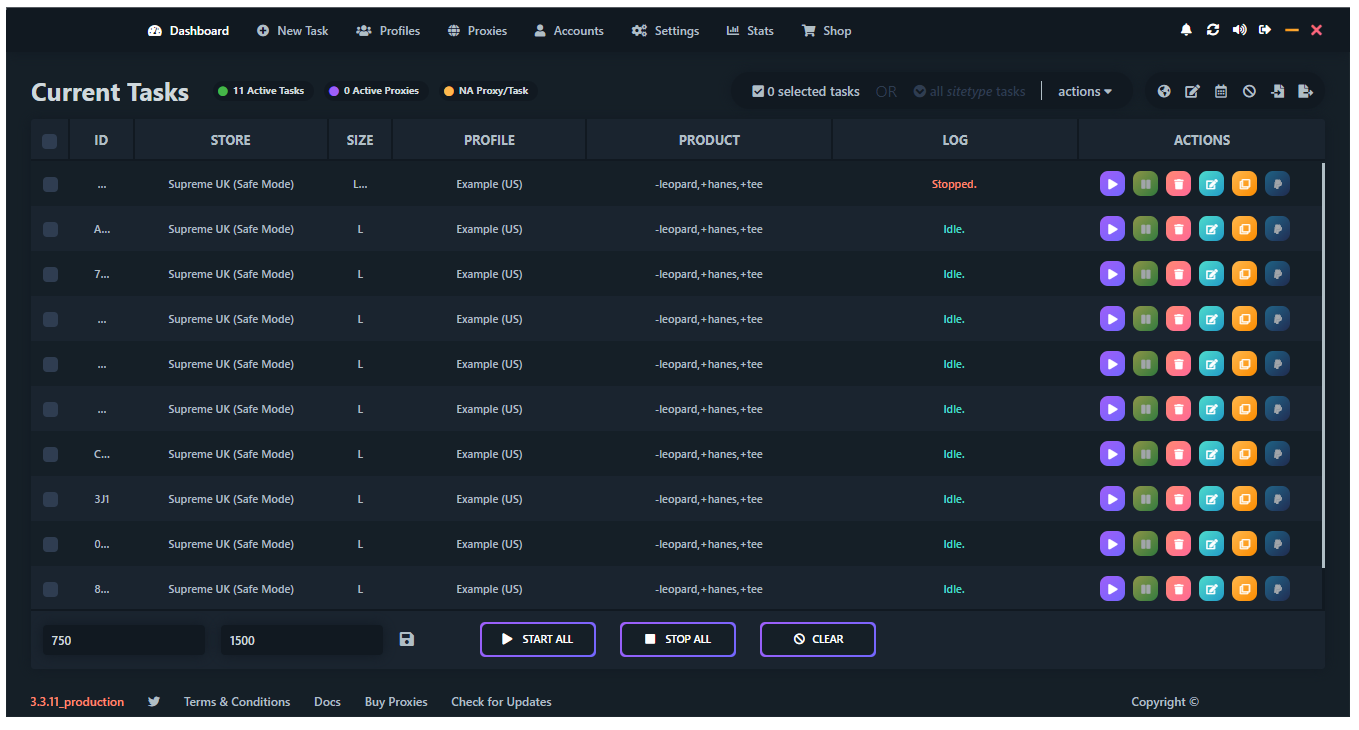 Dashboard New Task Profiles Proxies Accounts Settings Stats Shop
Current Tasks 11 Active Tasks 0 Active Proxies NA Proxy/Task 0 selected tasks OR all sitetype tasks actions
ID STORE SIZE PROFILE PRODUCT LOG ACTIONS
... Supreme UK (Safe Mode) L... Example (US) -leopard,+hanes,+tee Stopped.
A... Supreme UK (Safe Mode) L Example (US) -leopard,+hanes,+tee Idle.
7... Supreme UK (Safe Mode) L Example (US) -leopard,+hanes,+tee Idle.
... Supreme UK (Safe Mode) L Example (US) -leopard,+hanes,+tee Idle.
... Supreme UK (Safe Mode) L Example (US) -leopard,+hanes,+tee Idle.
... Supreme UK (Safe Mode) L Example (US) -leopard,+hanes,+tee Idle.
C... Supreme UK (Safe Mode) L Example (US) -leopard,+hanes,+tee Idle.
3J1 Supreme UK (Safe Mode) L Example (US) -leopard,+hanes,+tee Idle.
0... Supreme UK (Safe Mode) L Example (US) -leopard,+hanes,+tee Idle.
8... Supreme UK (Safe Mode) L Example (US) -leopard,+hanes,+tee Idle.
750 1500 START ALL STOP ALL CLEAR
3.3.11_production Terms & Conditions Docs Buy Proxies Check for Updates Copyright ©